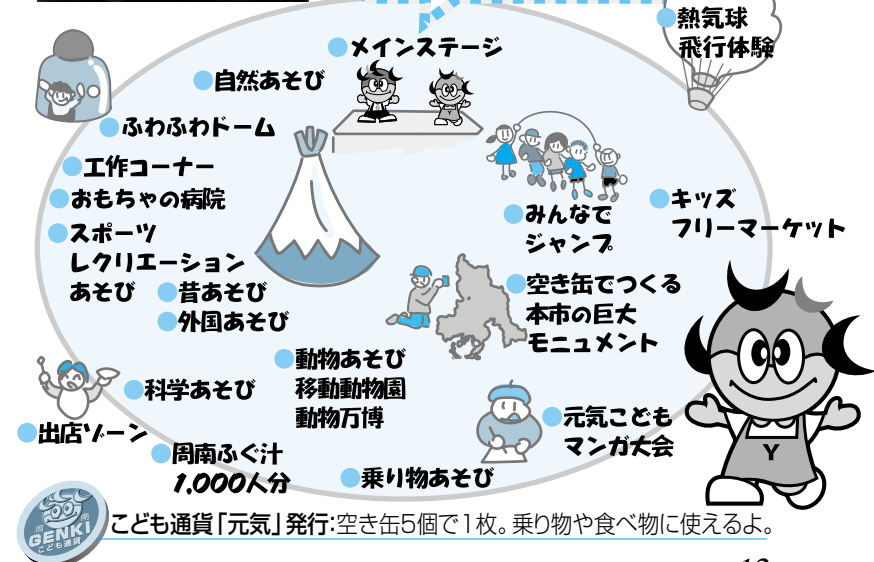 熱気球
飛行体験
メインステージ
自然あそび
ふわふわドーム
工作コーナー
おもちゃの病院
スポーツ
レクリエーション
あそび
昔あそび
外国あそび
みんなで
ジャンプ
キッズ
フリーマーケット
空き缶でつくる
本市の巨大
モニュメント
動物あそび
移動動物園
動物万博
科学あそび
出店ゾーン
周南ふぐ汁
1,000人分
乗り物あそび
元気こども
マンガ大会
Y
周南
GENKI
こども通貨
こども通貨「元気」発行:空き缶5個で1枚。乗り物や食べ物に使えるよ。